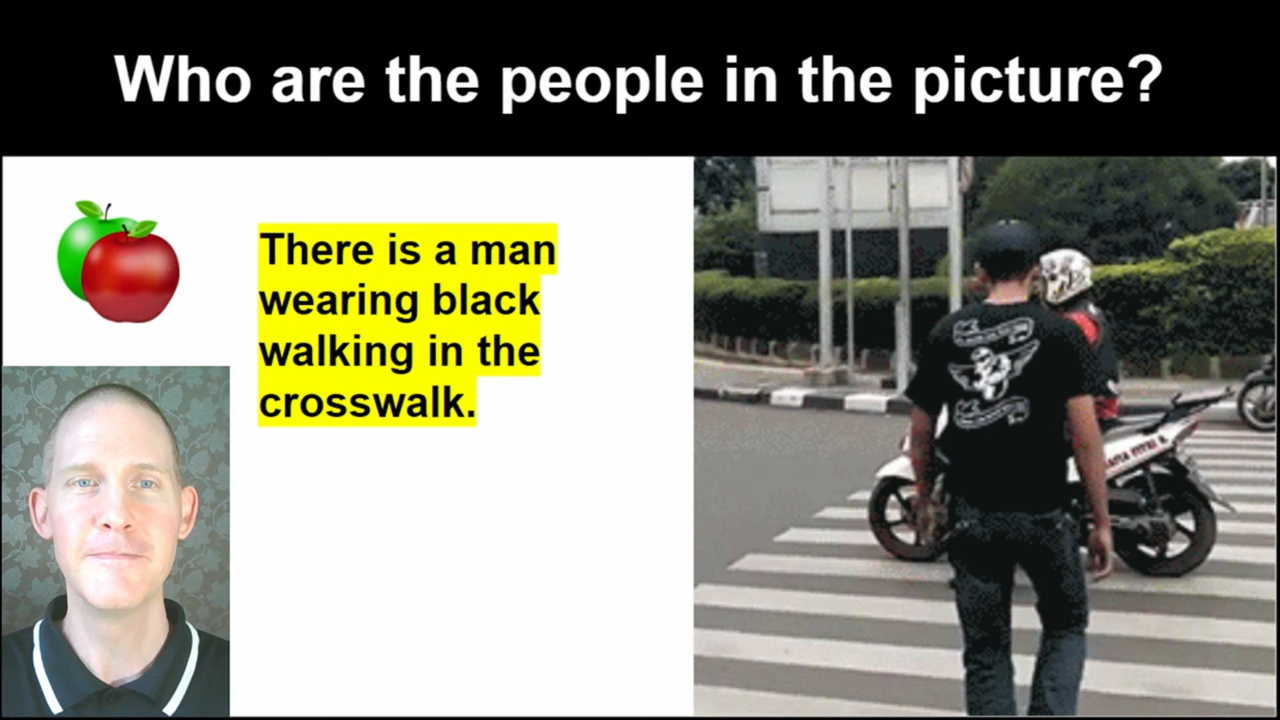 Who are the people in the picture?
There is a man
wearing black
walking in the
crosswalk.